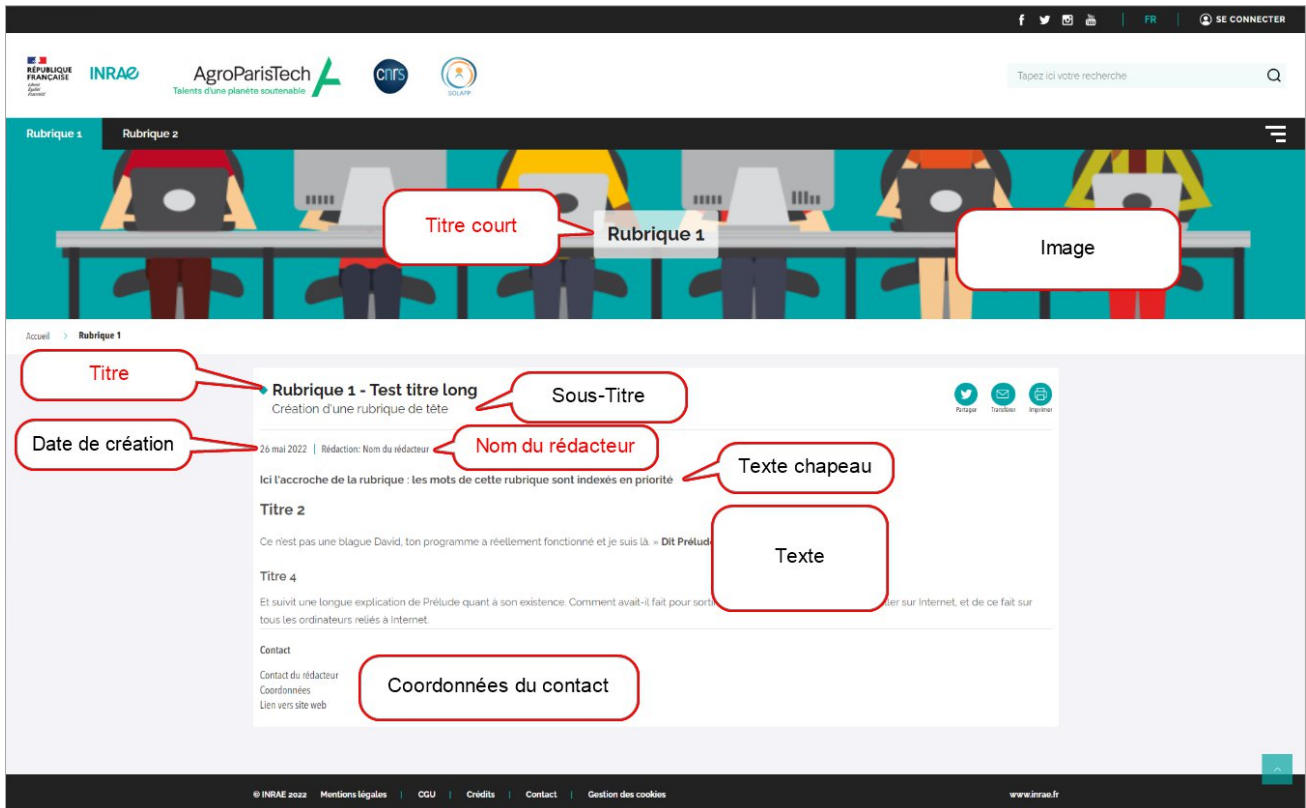 FR
SE CONNECTER
RÉPUBLIQUE
FRANÇAISE
Liberté
Égalité
Fraternité
INRAE
AgroParisTech
Talents d'une planète soutenable
cnrs
SOLAPP
Tapez ici votre recherche
Rubrique 1
Rubrique 2
Titre court
Rubrique 1
Image
Accueil > Rubrique 1
Titre
Rubrique 1 - Test titre long
Création d'une rubrique de tête
Sous-Titre
Partager
Transférer
Imprimer
Date de création
26 mai 2022 | Rédaction: Nom du rédacteur
Nom du rédacteur
Ici l'accroche de la rubrique : les mots de cette rubrique sont indexés en priorité
Texte chapeau
Titre 2
Ce n'est pas une blague David, ton programme a réellement fonctionné et je suis là. » Dit Prélude
Texte
Titre 4
Et suivit une longue explication de Prélude quant à son existence. Comment avait-il fait pour sortir ller sur Internet, et de ce fait sur
tous les ordinateurs reliés à Internet.
Contact
Contact du rédacteur
Coordonnées
Lien vers site web
Coordonnées du contact
© INRAE 2022 Mentions légales | CGU | Crédits | Contact | Gestion des cookies
www.inrae.fr